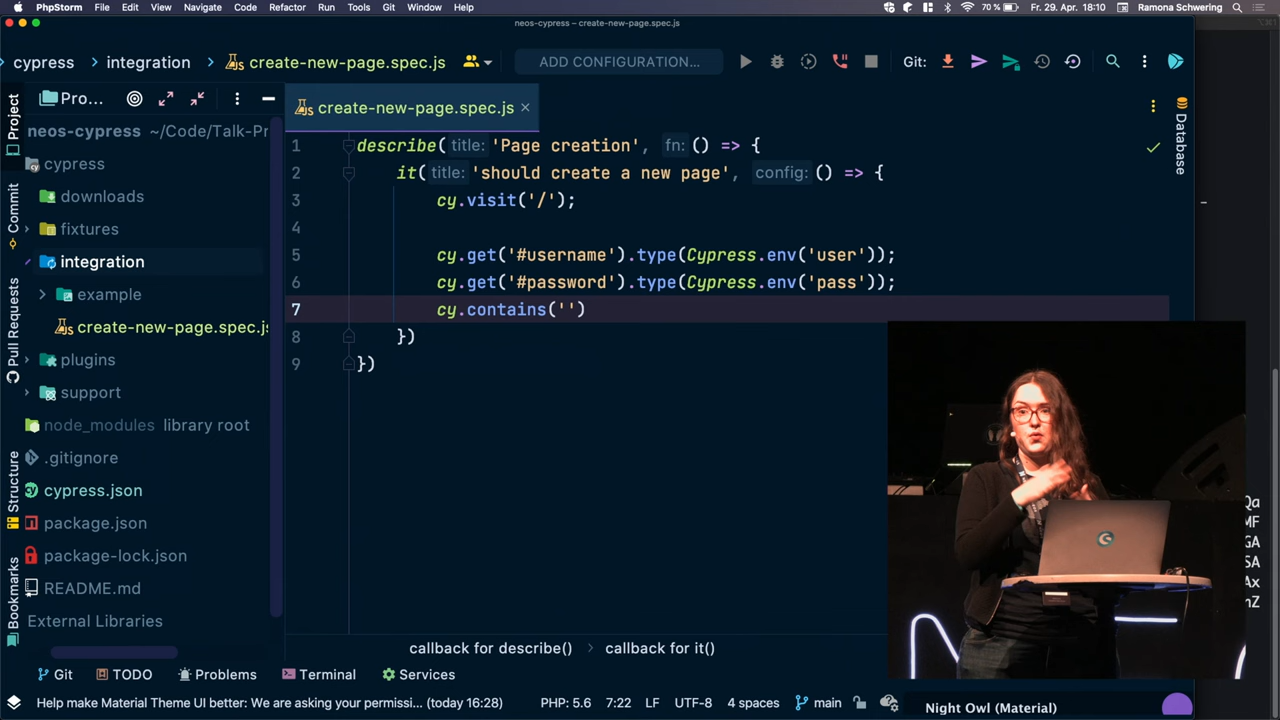 PhpStorm File Edit View Navigate Code Refactor Run Tools Git Window Help 70 % Fr. 29. Apr. 18:10 Ramona Schwering
neos-cypress – create-new-page.spec.js
cypress integration create-new-page.spec.js ADD CONFIGURATION... Git:
Pro... create-new-page.spec.js
Project
Commit
Pull Requests
Structure
Bookmarks
neos-cypress ~/Code/Talk-Pr
cypress
downloads
fixtures
integration
example
create-new-page.spec.js
plugins
support
node_modules library root
.gitignore
cypress.json
package.json
package-lock.json
README.md
External Libraries
1 describe( title: 'Page creation', fn: () => {
2 it( title: 'should create a new page', config: () => {
3 cy.visit('/');
4
5 cy.get('#username').type(Cypress.env('user'));
6 cy.get('#password').type(Cypress.env('pass'));
7 cy.contains('')
8 })
9 })
Database
Qa
MF
GA
SA
Ax
nZ
callback for describe() callback for it()
Git TODO Problems Terminal Services
Help make Material Theme UI better: We are asking your permissi... (today 16:28) PHP: 5.6 7:22 LF UTF-8 4 spaces main Night Owl (Material)